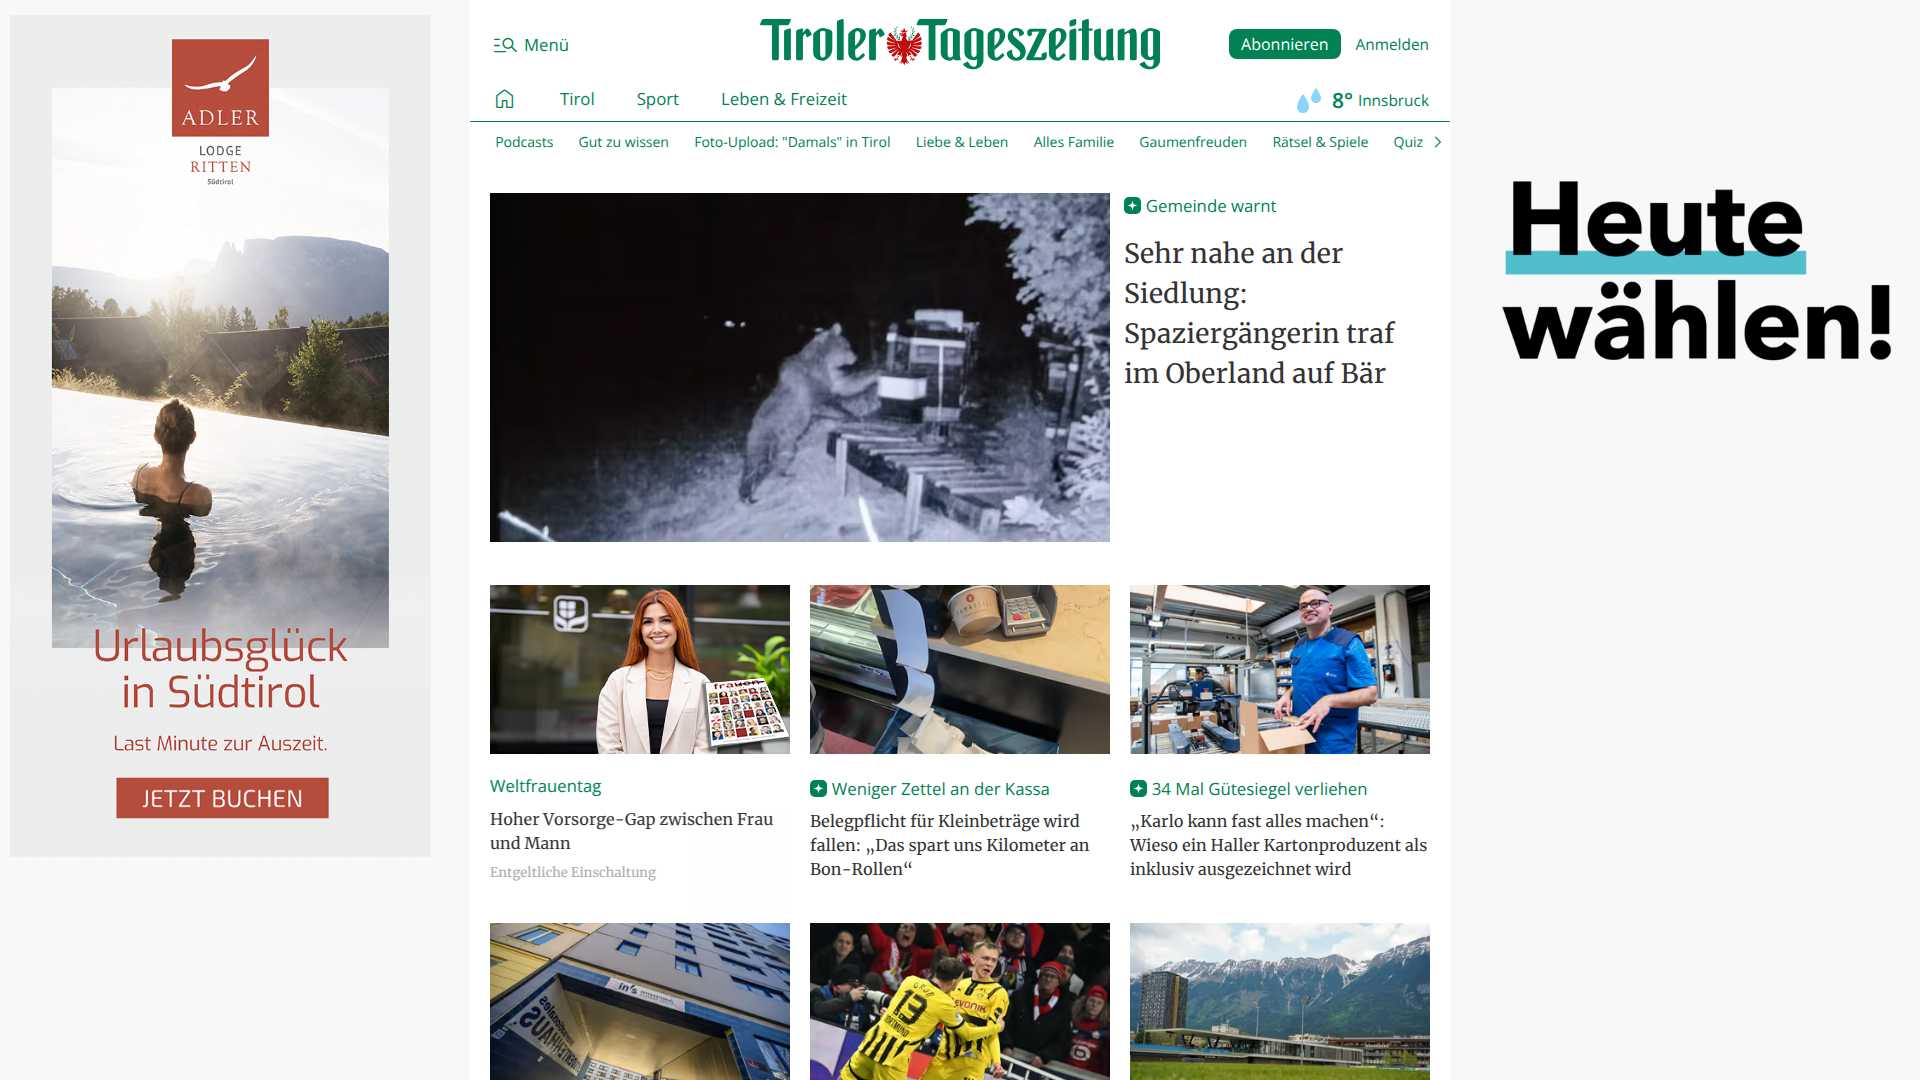 ADLER
LODGE
RITTEN
Südtirol
Urlaubsglück
in Südtirol
Last Minute zur Auszeit.
JETZT BUCHEN
Menü
Tiroler Tageszeitung
Abonnieren
Anmelden
Tirol
Sport
Leben & Freizeit
8° Innsbruck
Podcasts
Gut zu wissen
Foto-Upload: "Damals" in Tirol
Liebe & Leben
Alles Familie
Gaumenfreuden
Rätsel & Spiele
Quiz
Gemeinde warnt
Sehr nahe an der
Siedlung:
Spaziergängerin traf
im Oberland auf Bär
Heute
wählen!
frauen
Weltfrauentag
Hoher Vorsorge-Gap zwischen Frau
und Mann
Entgeltliche Einschaltung
Weniger Zettel an der Kassa
Belegpflicht für Kleinbeträge wird
fallen: „Das spart uns Kilometer an
Bon-Rollen“
34 Mal Gütesiegel verliehen
„Karlo kann fast alles machen“:
Wieso ein Haller Kartonproduzent als
inklusiv ausgezeichnet wird
in's
13
DORTMUND
EVONIK